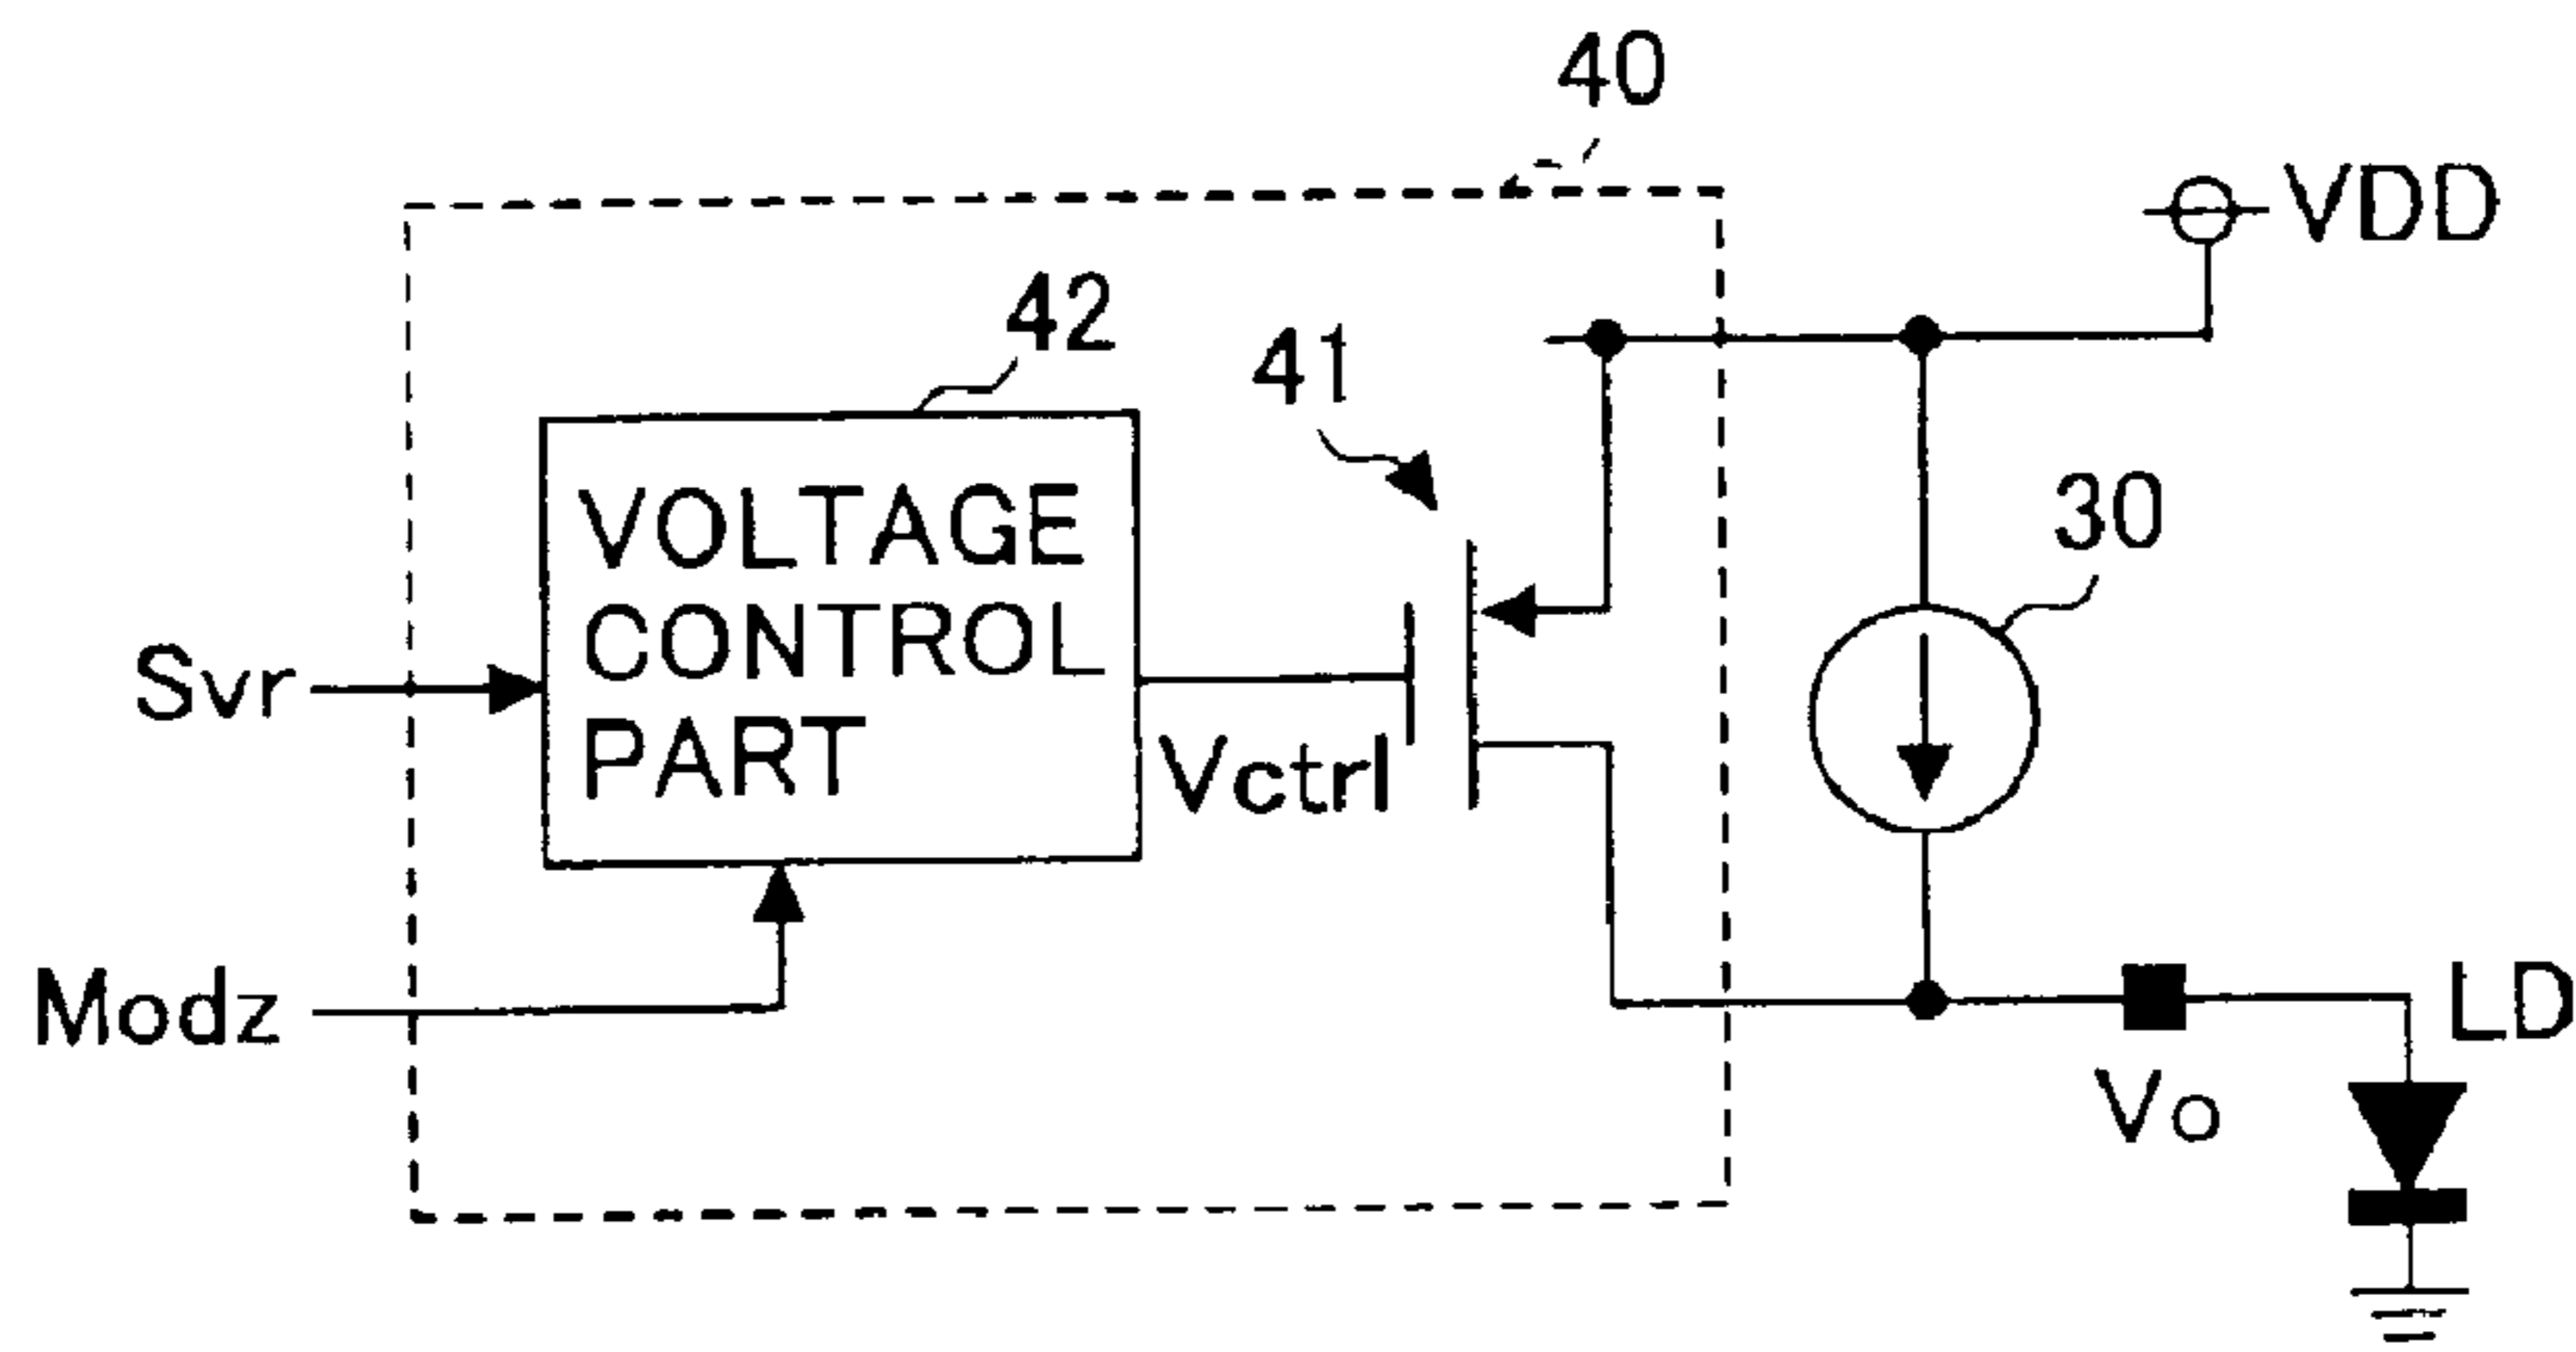 40
VDD
42
41
30
VOLTAGE
CONTROL
PART
Svr
Vctrl
Modz
LD
Vo